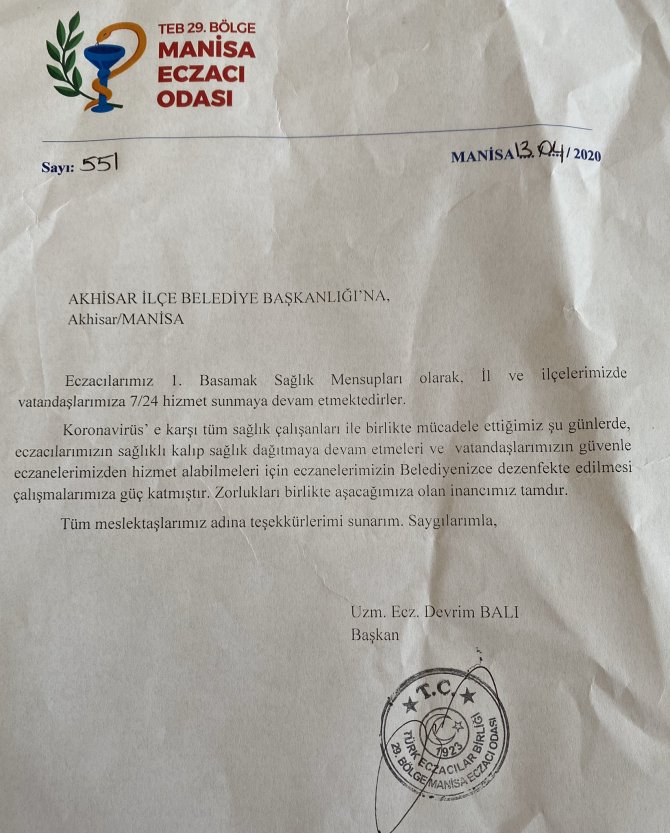 TEB 29. BÖLGE
MANİSA
ECZACI
ODASI
Sayı: 551
MANİSA 13. 04 / 2020
AKHİSAR İLÇE BELEDİYE BAŞKANLIĞI'NA,
Akhisar/MANİSA
Eczacılarımız 1. Basamak Sağlık Mensupları olarak, İl ve ilçelerimizde
vatandaşlarımıza 7/24 hizmet sunmaya devam etmektedirler.
Koronavirüs' e karşı tüm sağlık çalışanları ile birlikte mücadele ettiğimiz şu günlerde,
eczacılarımızın sağlıklı kalıp sağlık dağıtmaya devam etmeleri ve vatandaşlarımızın güvenle
eczanelerimizden hizmet alabilmeleri için eczanelerimizin Belediyenizce dezenfekte edilmesi
çalışmalarımıza güç katmıştır. Zorlukları birlikte aşacağımıza olan inancımız tamdır.
Tüm meslektaşlarımız adına teşekkürlerimi sunarım. Saygılarımla,
Uzm. Ecz. Devrim BALI
Başkan
T.C.
1923
TÜRK ECZACILAR BİRLİĞİ
29. BÖLGE MANİSA ECZACI ODASI